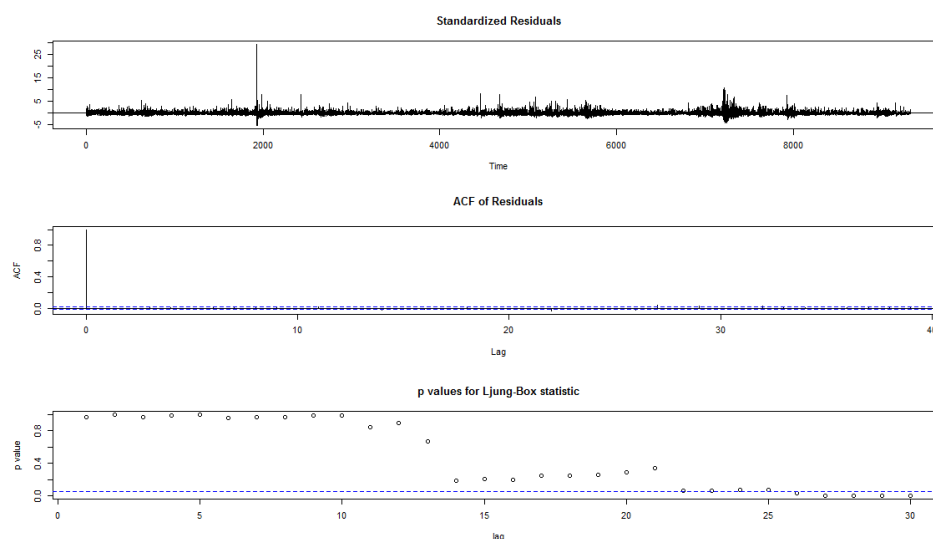 Standardized Residuals
25
15
5
-5
0 2000 4000 6000 8000
Time
ACF of Residuals
ACF
0.8
0.4
0.0
0 10 20 30 40
Lag
p values for Ljung-Box statistic
p value
0.8
0.4
0.0
0 5 10 15 20 25 30
lag